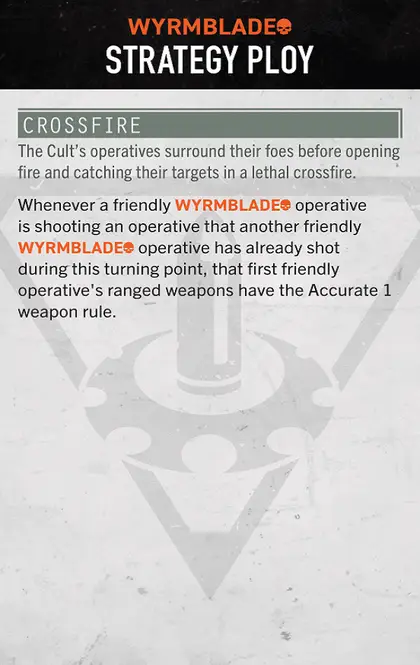 WYRMBLADE
STRATEGY PLOY
CROSSFIRE
The Cult's operatives surround their foes before opening
fire and catching their targets in a lethal crossfire.
Whenever a friendly WYRMBLADE operative
is shooting an operative that another friendly
WYRMBLADE operative has already shot
during this turning point, that first friendly
operative's ranged weapons have the Accurate 1
weapon rule.